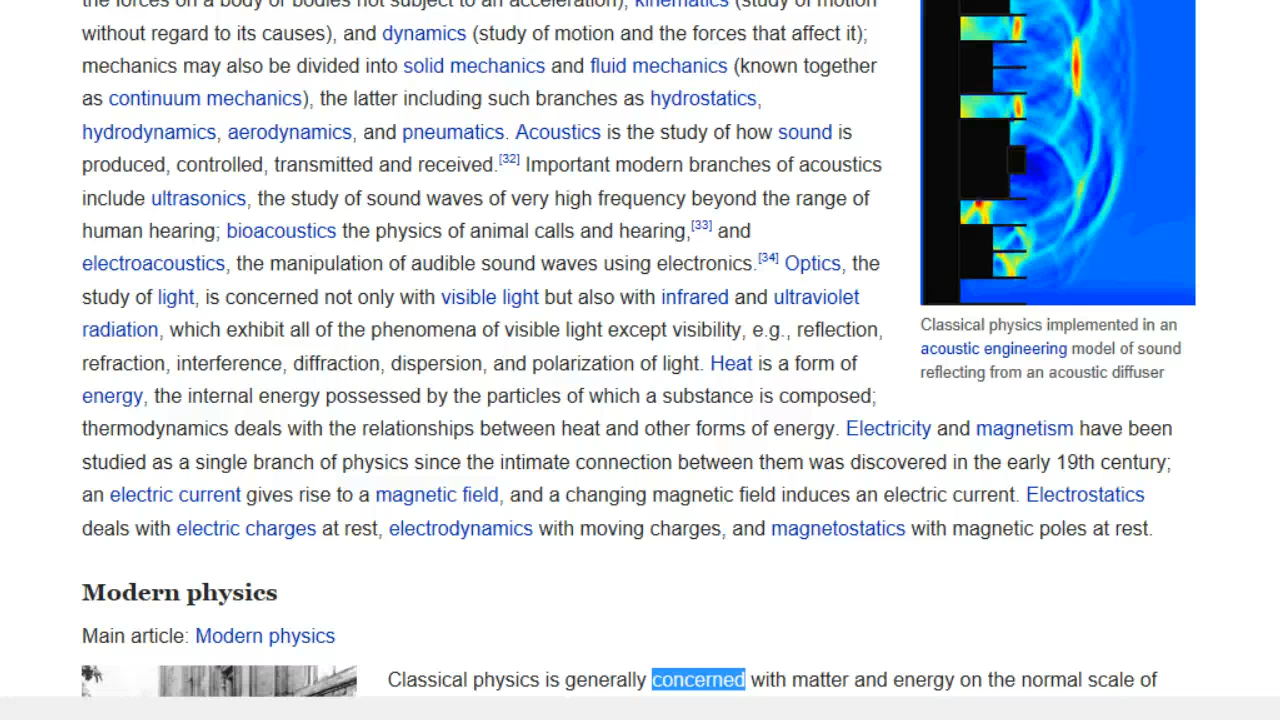 the forces on a body or bodies not subject to an acceleration), kinematics (study of motion
without regard to its causes), and dynamics (study of motion and the forces that affect it);
mechanics may also be divided into solid mechanics and fluid mechanics (known together
as continuum mechanics), the latter including such branches as hydrostatics,
hydrodynamics, aerodynamics, and pneumatics. Acoustics is the study of how sound is
produced, controlled, transmitted and received.[32] Important modern branches of acoustics
include ultrasonics, the study of sound waves of very high frequency beyond the range of
human hearing; bioacoustics the physics of animal calls and hearing,[33] and
electroacoustics, the manipulation of audible sound waves using electronics.[34] Optics, the
study of light, is concerned not only with visible light but also with infrared and ultraviolet
radiation, which exhibit all of the phenomena of visible light except visibility, e.g., reflection,
refraction, interference, diffraction, dispersion, and polarization of light. Heat is a form of
energy, the internal energy possessed by the particles of which a substance is composed;
thermodynamics deals with the relationships between heat and other forms of energy. Electricity and magnetism have been
studied as a single branch of physics since the intimate connection between them was discovered in the early 19th century;
an electric current gives rise to a magnetic field, and a changing magnetic field induces an electric current. Electrostatics
deals with electric charges at rest, electrodynamics with moving charges, and magnetostatics with magnetic poles at rest.
Classical physics implemented in an
acoustic engineering model of sound
reflecting from an acoustic diffuser
Modern physics
Main article: Modern physics
Classical physics is generally concerned with matter and energy on the normal scale of